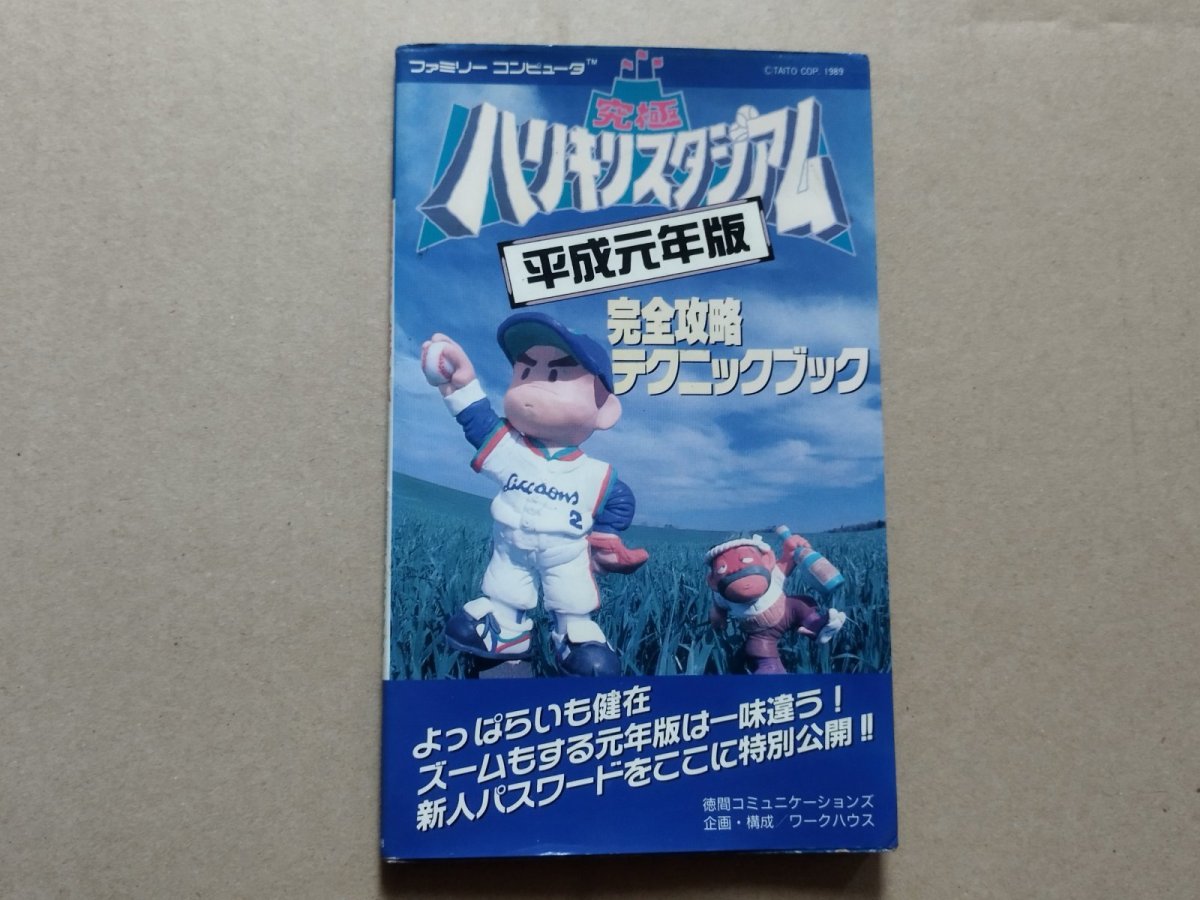 ファミリー コンピュータ™
C:TAITO COP. 1989
究極
ハリキリスタジアム
平成元年版
完全攻略
テクニックブック
2
よっぱらいも健在
ズームもする元年版は一味違う!
新人パスワードをここに特別公開!!
徳間コミュニケーションズ
企画・構成/ワークハウス